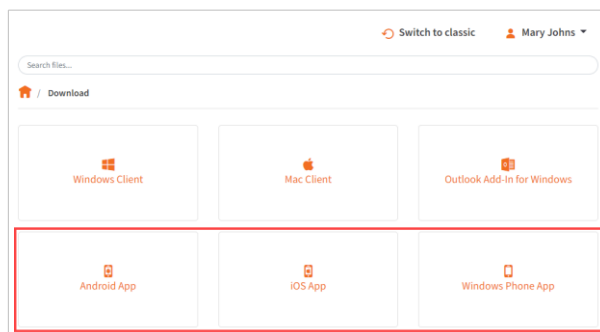 Switch to classic Mary Johns
Search files...
/ Download
Windows Client Mac Client Outlook Add-In for Windows
Android App iOS App Windows Phone App